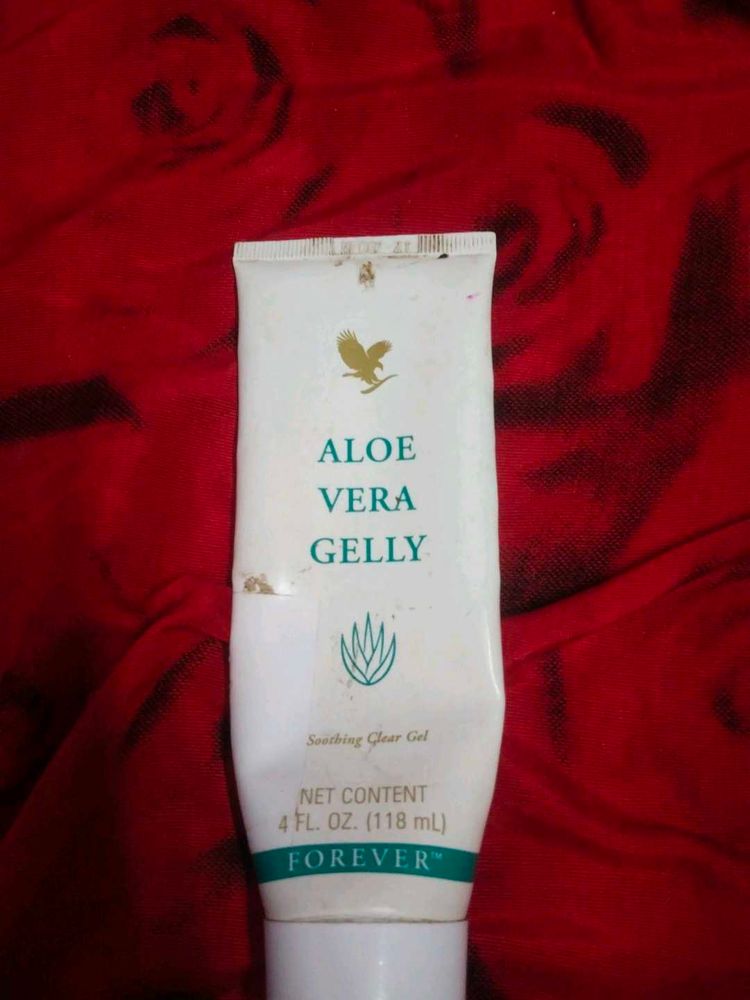 ALOE
VERA
GELLY
Soothing Clear Gel
NET CONTENT
4 FL. OZ. (118 mL)
FOREVER™